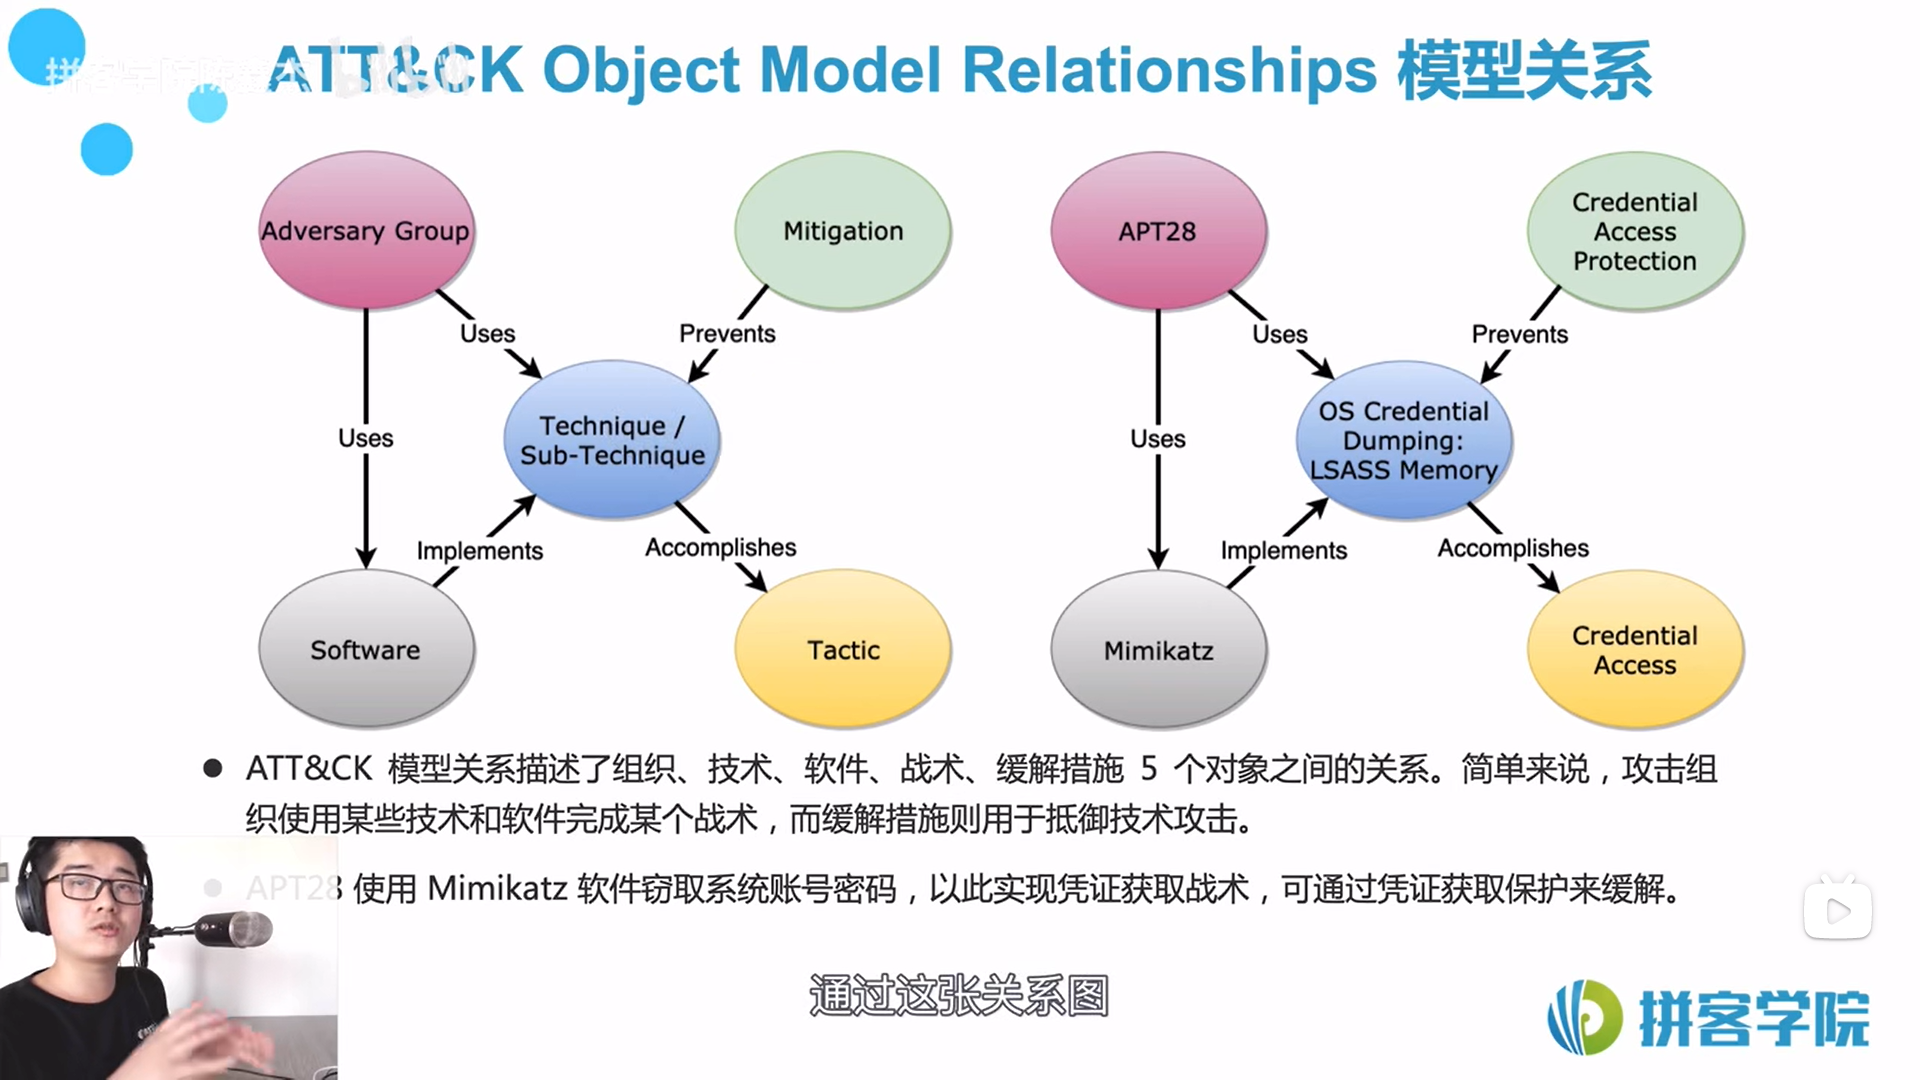 ATT&CK Object Model Relationships 模型关系
Adversary Group
Mitigation
APT28
Credential
Access
Protection
Uses
Prevents
Uses
Prevents
Uses
Technique /
Sub-Technique
Uses
OS Credential
Dumping:
LSASS Memory
Implements
Accomplishes
Implements
Accomplishes
Software
Tactic
Mimikatz
Credential
Access
ATT&CK 模型关系描述了组织、技术、软件、战术、缓解措施 5 个对象之间的关系。简单来说，攻击组
织使用某些技术和软件完成某个战术，而缓解措施则用于抵御技术攻击。
APT28 使用 Mimikatz 软件窃取系统账号密码，以此实现凭证获取战术，可通过凭证获取保护来缓解。
通过这张关系图
拼客学院